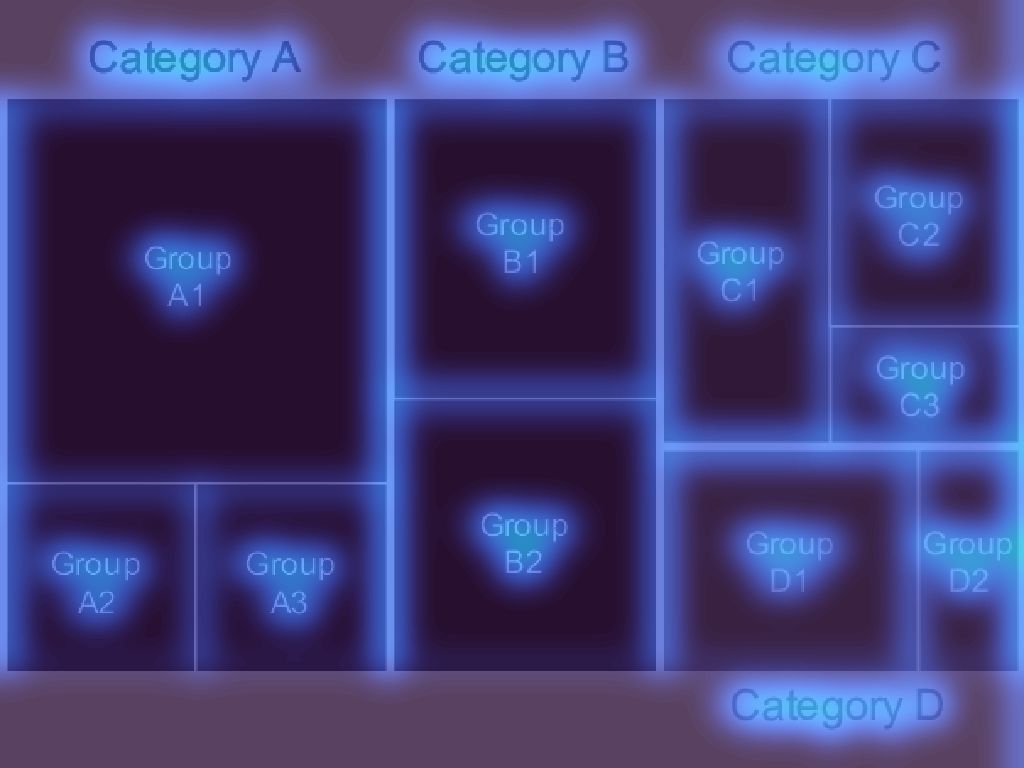 Category A
Category B
Category C
Group
A1
Group
A2
Group
A3
Group
B1
Group
B2
Group
C1
Group
C2
Group
C3
Group
D1
Group
D2
Category D